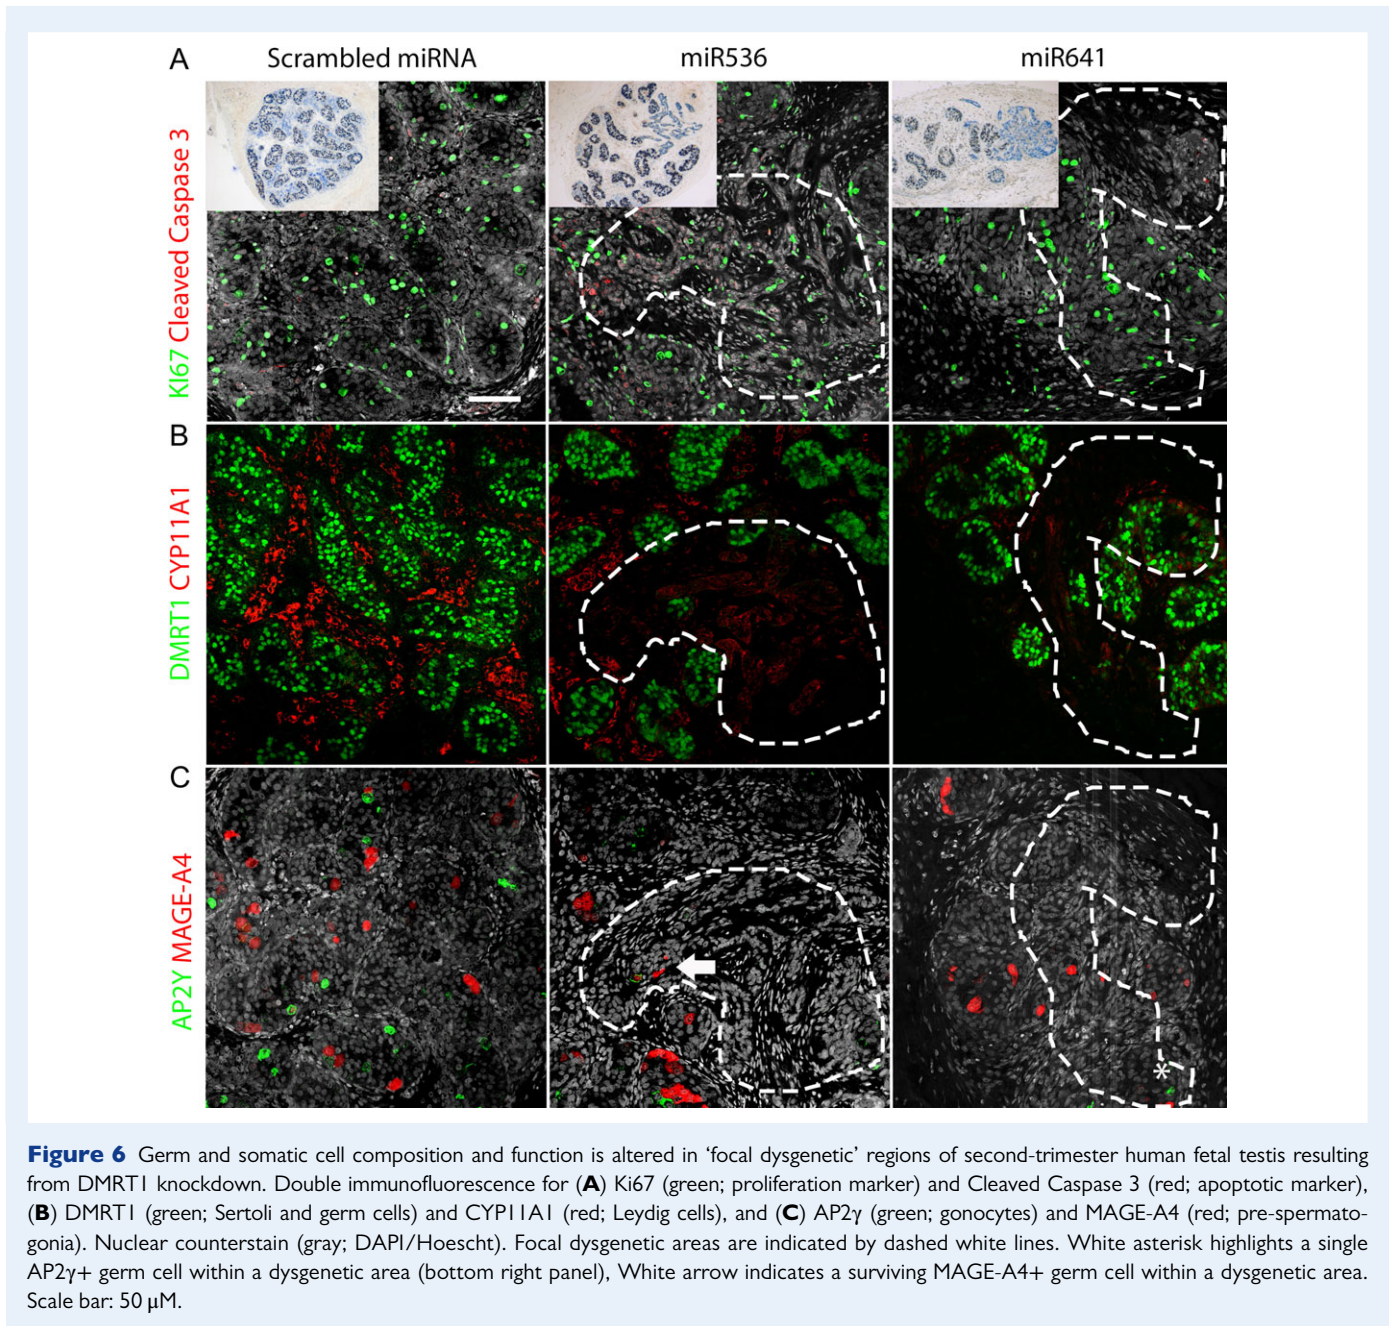 A
Scrambled miRNA
miR536
miR641
KI67 Cleaved Caspase 3
B
DMRT1 CYP11A1
C
AP2Y MAGE-A4
*
Figure 6 Germ and somatic cell composition and function is altered in ‘focal dysgenetic’ regions of second-trimester human fetal testis resulting
from DMRT1 knockdown. Double immunofluorescence for (A) Ki67 (green; proliferation marker) and Cleaved Caspase 3 (red; apoptotic marker),
(B) DMRT1 (green; Sertoli and germ cells) and CYP11A1 (red; Leydig cells), and (C) AP2γ (green; gonocytes) and MAGE-A4 (red; pre-spermato-
gonia). Nuclear counterstain (gray; DAPI/Hoescht). Focal dysgenetic areas are indicated by dashed white lines. White asterisk highlights a single
AP2γ+ germ cell within a dysgenetic area (bottom right panel), White arrow indicates a surviving MAGE-A4+ germ cell within a dysgenetic area.
Scale bar: 50 μM.